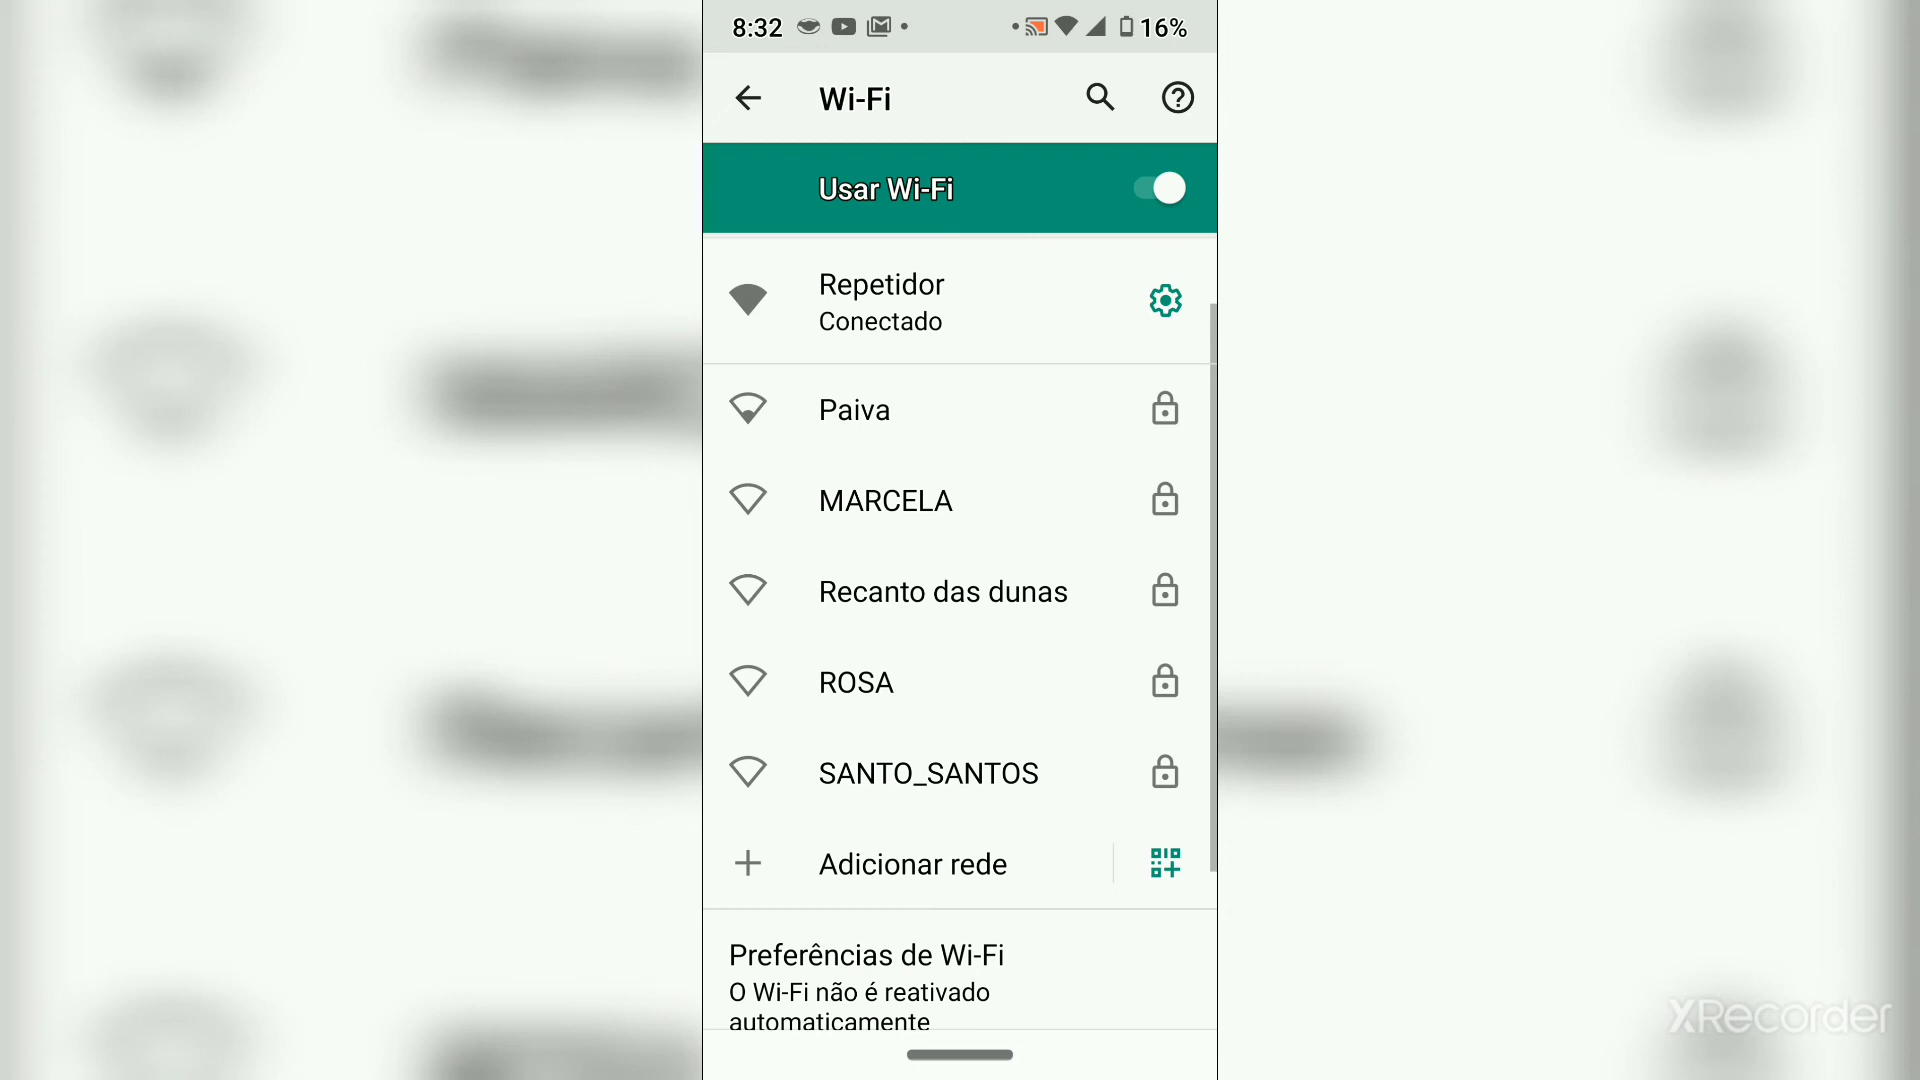 8:32
16%
Wi-Fi
Usar Wi-Fi
Repetidor
Conectado
Paiva
MARCELA
Recanto das dunas
ROSA
SANTO_SANTOS
Adicionar rede
Preferências de Wi-Fi
O Wi-Fi não é reativado
automaticamente
XRecorder